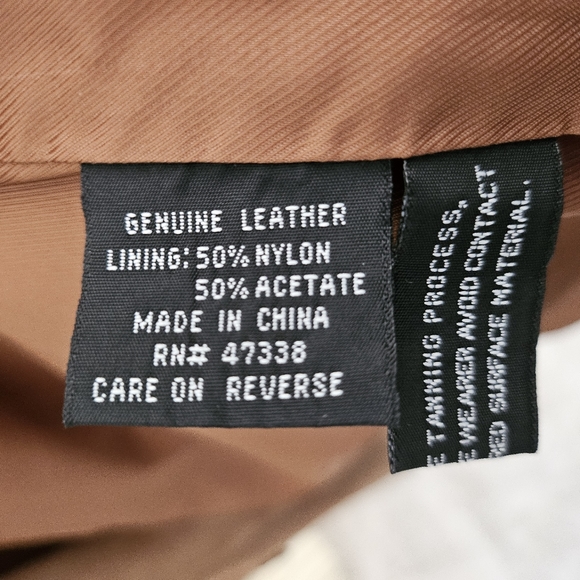 GENUINE LEATHER
LINING: 50% NYLON
50% ACETATE
MADE IN CHINA
RN# 47338
CARE ON REVERSE
TANNING PROCESS,
WEARER AVOID CONTACT
SURFACE MATERIAL.